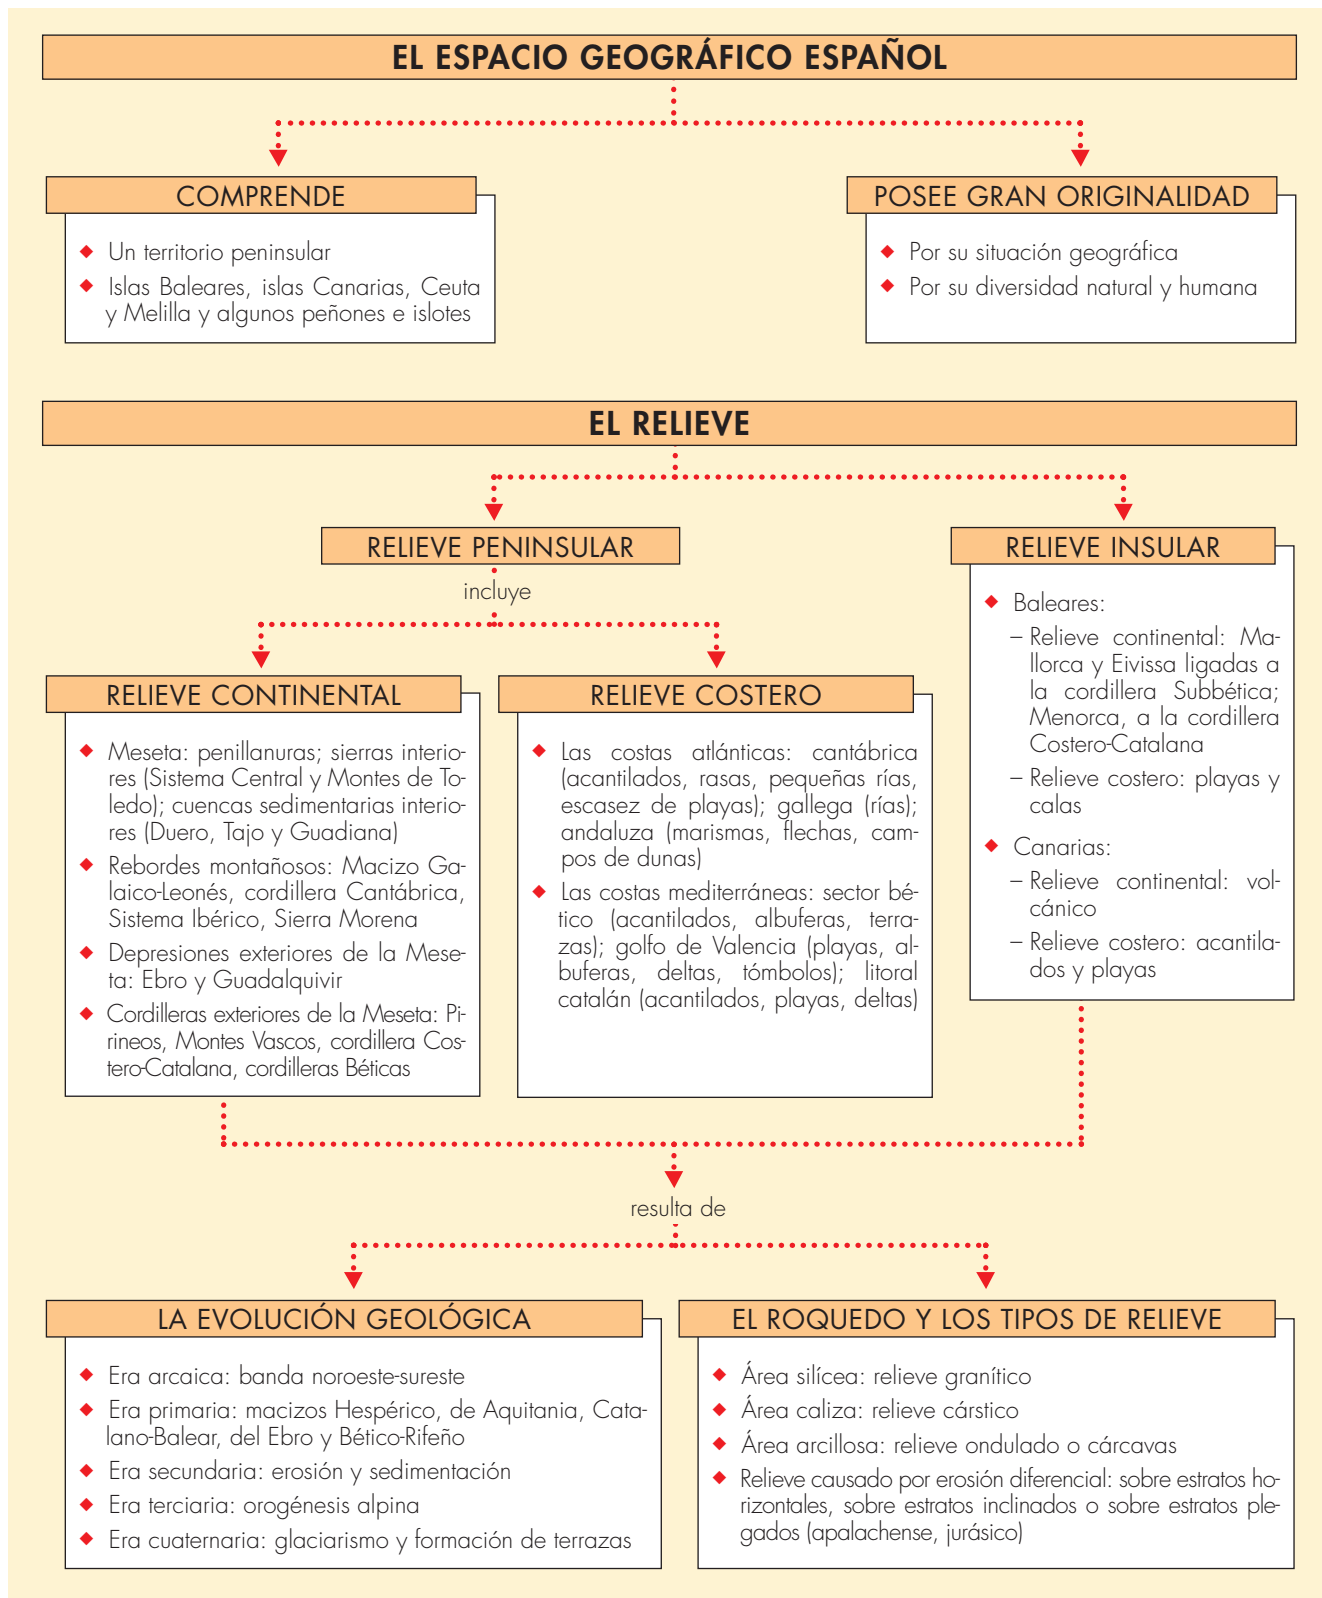 EL ESPACIO GEOGRÁFICO ESPAÑOL
COMPRENDE
◆ Un territorio peninsular
◆ Islas Baleares, islas Canarias, Ceuta
y Melilla y algunos peñones e islotes
POSEE GRAN ORIGINALIDAD
◆ Por su situación geográfica
◆ Por su diversidad natural y humana
EL RELIEVE
RELIEVE PENINSULAR
incluye
RELIEVE CONTINENTAL
◆ Meseta: penillanuras; sierras interio-
res (Sistema Central y Montes de To-
ledo); cuencas sedimentarias interio-
res (Duero, Tajo y Guadiana)
◆ Rebordes montañosos: Macizo Ga-
laico-Leonés, cordillera Cantábrica,
Sistema Ibérico, Sierra Morena
◆ Depresiones exteriores de la Mese-
ta: Ebro y Guadalquivir
◆ Cordilleras exteriores de la Meseta: Pi-
rineos, Montes Vascos, cordillera Cos-
tero-Catalana, cordilleras Béticas
RELIEVE COSTERO
◆ Las costas atlánticas: cantábrica
(acantilados, rasas, pequeñas rías,
escasez de playas); gallega (rías);
andaluza (marismas, flechas, cam-
pos de dunas)
◆ Las costas mediterráneas: sector bé-
tico (acantilados, albuferas, terra-
zas); golfo de Valencia (playas, al-
buferas, deltas, tómbolos); litoral
catalán (acantilados, playas, deltas)
RELIEVE INSULAR
◆ Baleares:
– Relieve continental: Ma-
llorca y Eivissa ligadas a
la cordillera Subbética;
Menorca, a la cordillera
Costero-Catalana
– Relieve costero: playas y
calas
◆ Canarias:
– Relieve continental: vol-
cánico
– Relieve costero: acantila-
dos y playas
resulta de
LA EVOLUCIÓN GEOLÓGICA
◆ Era arcaica: banda noroeste-sureste
◆ Era primaria: macizos Hespérico, de Aquitania, Cata-
lano-Balear, del Ebro y Bético-Rifeño
◆ Era secundaria: erosión y sedimentación
◆ Era terciaria: orogénesis alpina
◆ Era cuaternaria: glaciarismo y formación de terrazas
EL ROQUEDO Y LOS TIPOS DE RELIEVE
◆ Área silícea: relieve granítico
◆ Área caliza: relieve cárstico
◆ Área arcillosa: relieve ondulado o cárcavas
◆ Relieve causado por erosión diferencial: sobre estratos ho-
rizontales, sobre estratos inclinados o sobre estratos ple-
gados (apalachense, jurásico)